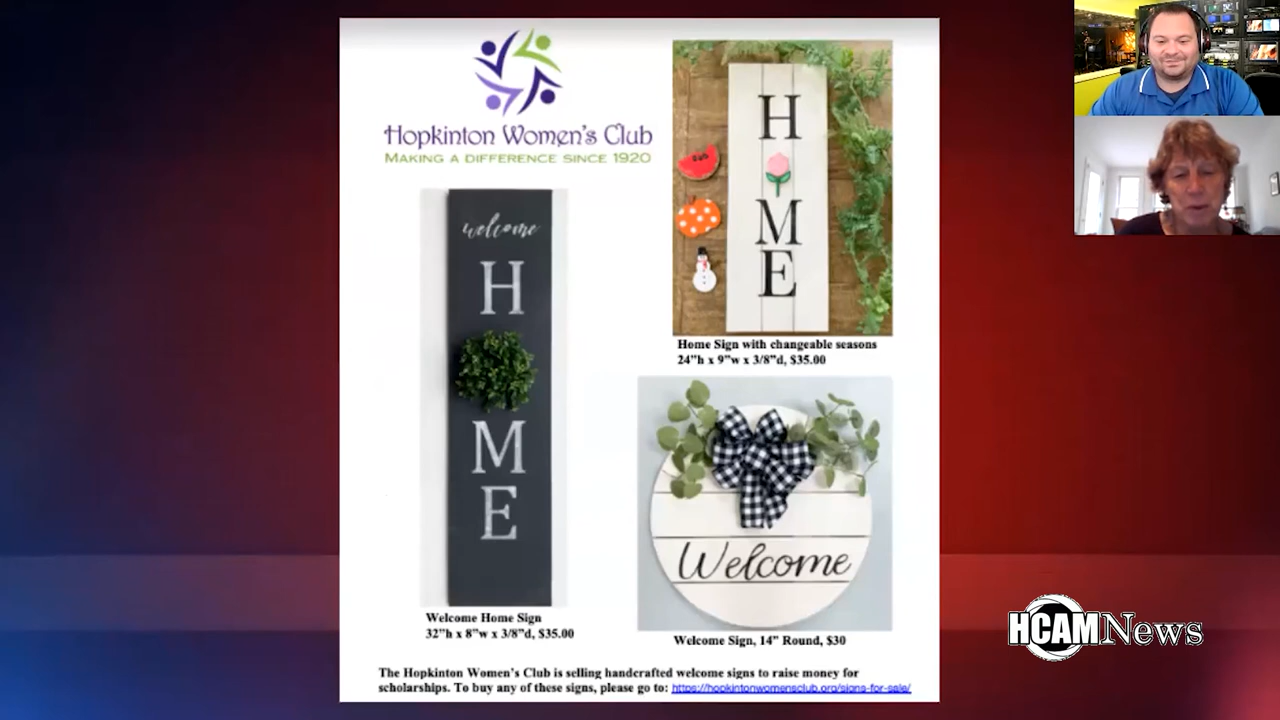 Hopkinton Women's Club
MAKING A DIFFERENCE SINCE 1920
welcome
H
M
E
Welcome Home Sign
32"h x 8"w x 3/8"d, $35.00
H
M
E
Home Sign with changeable seasons
24"h x 9"w x 3/8"d, $35.00
Welcome
Welcome Sign, 14" Round, $30
The Hopkinton Women's Club is selling handcrafted welcome signs to raise money for
scholarships. To buy any of these signs, please go to: https://hopkintonwomensclub.org/signs-for-sale/
HCAM News